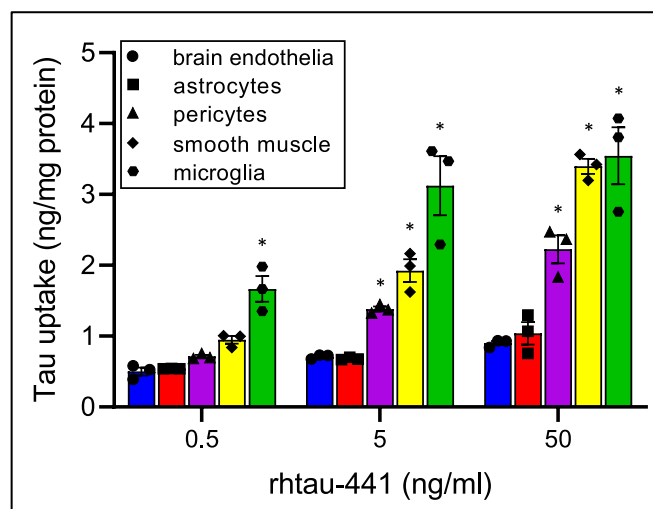 Tau uptake (ng/mg protein)
5
4
3
2
1
0
brain endothelia
astrocytes
pericytes
smooth muscle
microglia
*
*
*
*
*
*
*
0.5
5
50
rhtau-441 (ng/ml)